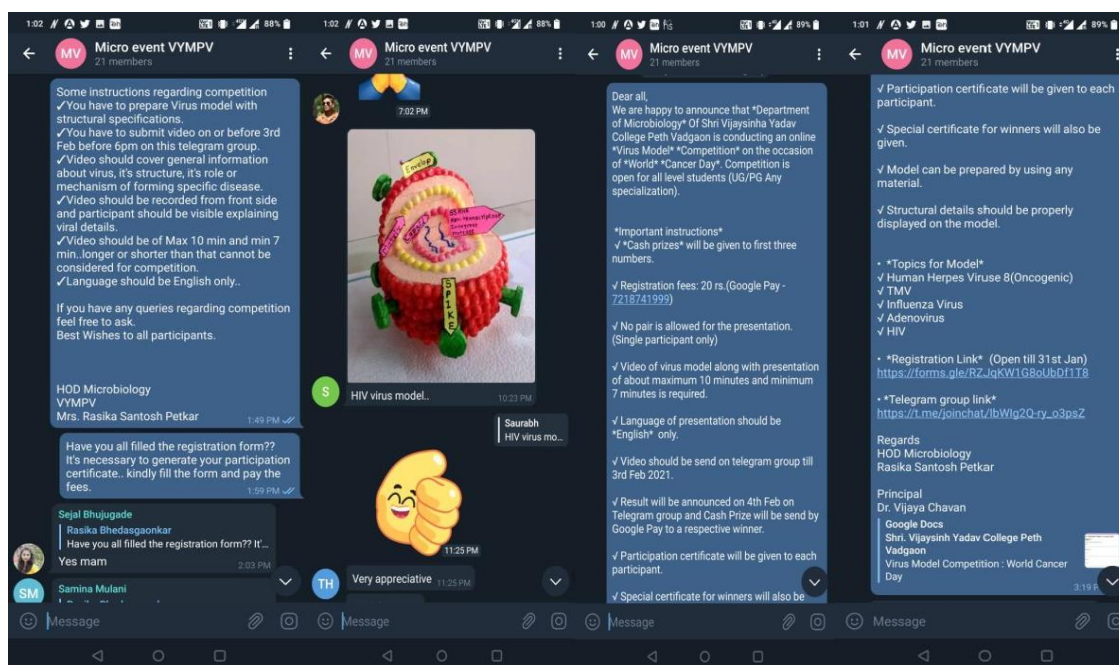 1:02
88%
MV
Micro event VYMPV
21 members
Some instructions regarding competition
✓You have to prepare Virus model with
structural specifications.
✓You have to submit video on or before 3rd
Feb before 6pm on this telegram group.
✓Video should cover general information
about virus, it's structure, it's role or
mechanism of forming specific disease.
✓Video should be recorded from front side
and participant should be visible explaining
viral details.
✓Video should be of Max 10 min and min 7
min..longer or shorter than that cannot be
considered for competition.
✓Language should be English only..
If you have any queries regarding competition
feel free to ask.
Best Wishes to all participants.
HOD Microbiology
VYMPV
Mrs. Rasika Santosh Petkar
1:49 PM
Have you all filled the registration form??
It's necessary to generate your participation
certificate.. kindly fill the form and pay the
fees.
1:59 PM
Sejal Bhujugade
Rasika Bhedasgaonkar
Have you all filled the registration form?? It'...
Yes mam
2:03 PM
SM
Samina Mulani
Message
1:02
88%
MV
Micro event VYMPV
21 members
7:02 PM
Envelop
SPIKE
S
HIV virus model..
10:23 PM
Saurabh
HIV virus mo...
11:25 PM
TH
Very appreciative
11:25 PM
Message
1:00
89%
MV
Micro event VYMPV
21 members
Dear all,
We are happy to announce that *Department
of Microbiology* Of Shri Vijaysinha Yadav
College Peth Vadgaon is conducting an online
*Virus Model* *Competition* on the occasion
of *World* *Cancer Day*. Competition is
open for all level students (UG/PG Any
specialization).
*Important instructions*
√ *Cash prizes* will be given to first three
numbers.
√ Registration fees: 20 rs.(Google Pay -
7218741999)
√ No pair is allowed for the presentation.
(Single participant only)
√ Video of virus model along with presentation
of about maximum 10 minutes and minimum
7 minutes is required.
√ Language of presentation should be
*English* only.
√ Video should be send on telegram group till
3rd Feb 2021.
√ Result will be announced on 4th Feb on
Telegram group and Cash Prize will be send by
Google Pay to a respective winner.
√ Participation certificate will be given to each
participant.
√ Special certificate for winners will also be
Message
1:01
89%
MV
Micro event VYMPV
21 members
√ Participation certificate will be given to each
participant.
√ Special certificate for winners will also be
given.
√ Model can be prepared by using any
material.
√ Structural details should be properly
displayed on the model.
• *Topics for Model*
√ Human Herpes Viruse 8(Oncogenic)
√ TMV
√ Influenza Virus
√ Adenovirus
√ HIV
• *Registration Link* (Open till 31st Jan)
https://forms.gle/RZJqKW1G8oUbDf1T8
• *Telegram group link*
https://t.me/joinchat/IbWIg2Q-ry_o3psZ
Regards
HOD Microbiology
Rasika Santosh Petkar
Principal
Dr. Vijaya Chavan
Google Docs
Shri. Vijaysinh Yadav College Peth
Vadgaon
Virus Model Competition : World Cancer
Day
3:19
Message